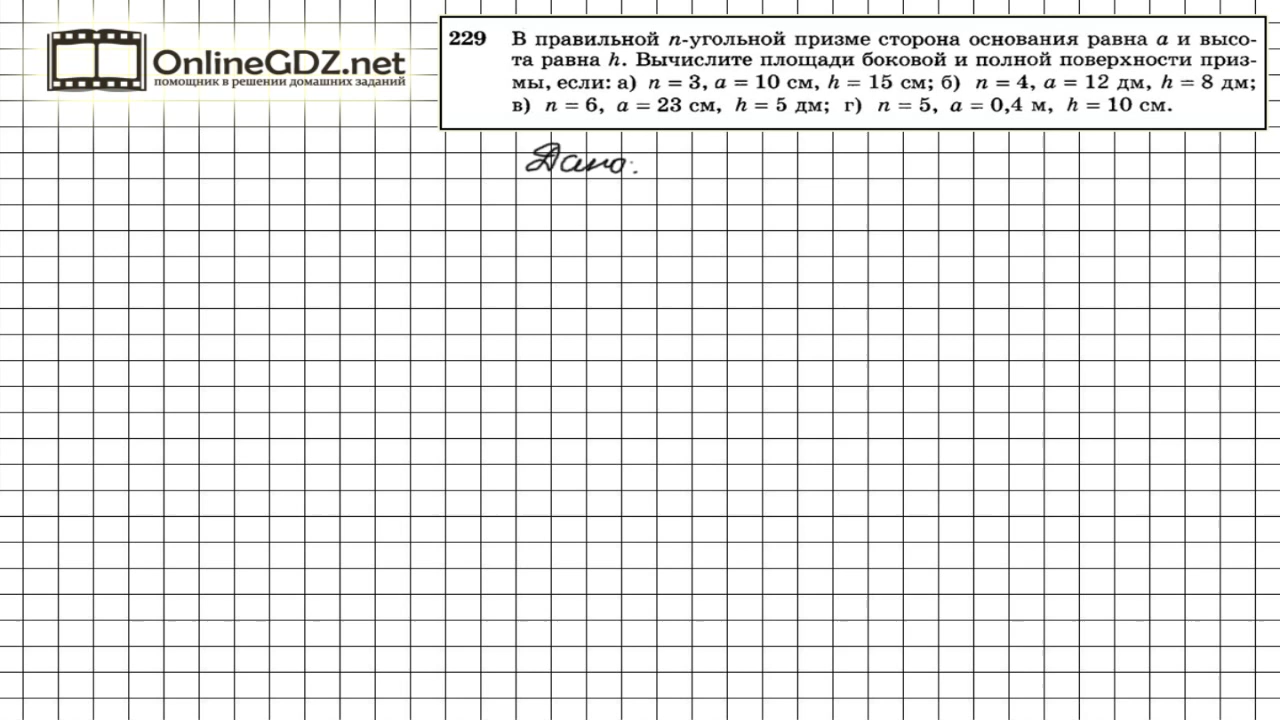 OnlineGDZ.net
помощник в решении домашних заданий
229 В правильной n-угольной призме сторона основания равна a и высо-
та равна h. Вычислите площади боковой и полной поверхности приз-
мы, если: а) n = 3, a = 10 см, h = 15 см; б) n = 4, a = 12 дм, h = 8 дм;
в) n = 6, a = 23 см, h = 5 дм; г) n = 5, a = 0,4 м, h = 10 см.
Дано: